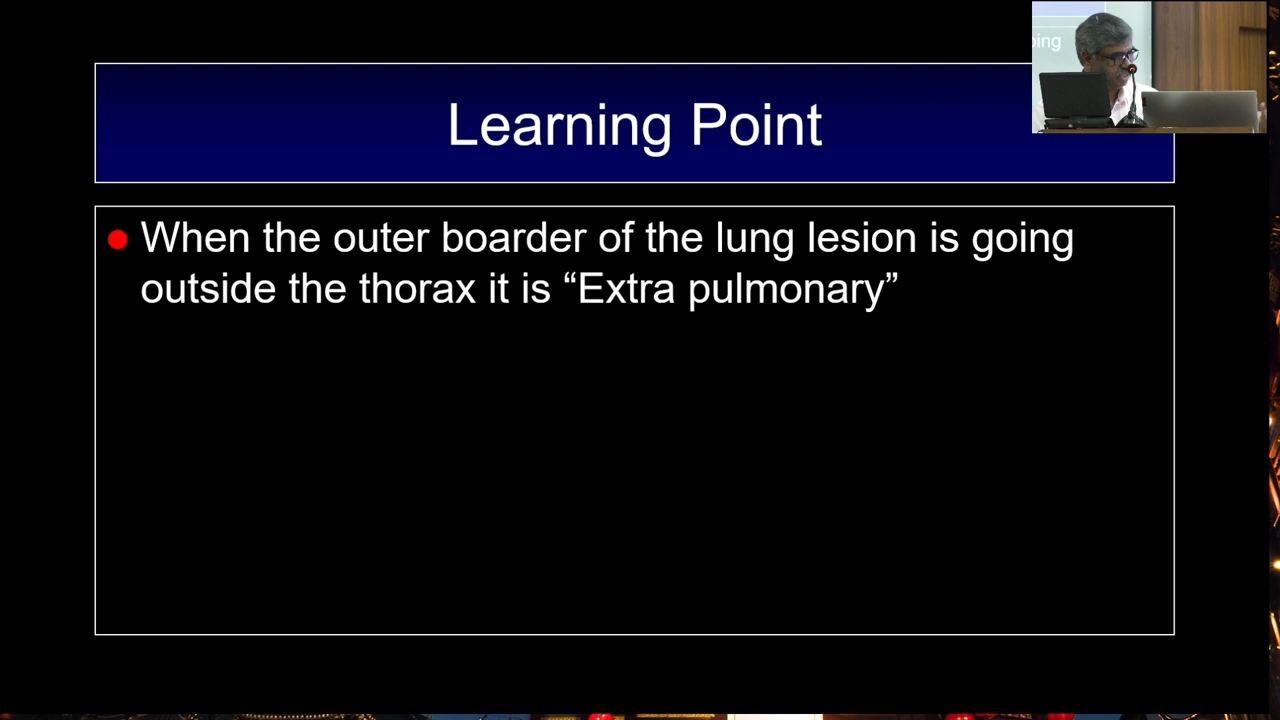 Learning Point
When the outer boarder of the lung lesion is going
outside the thorax it is “Extra pulmonary”